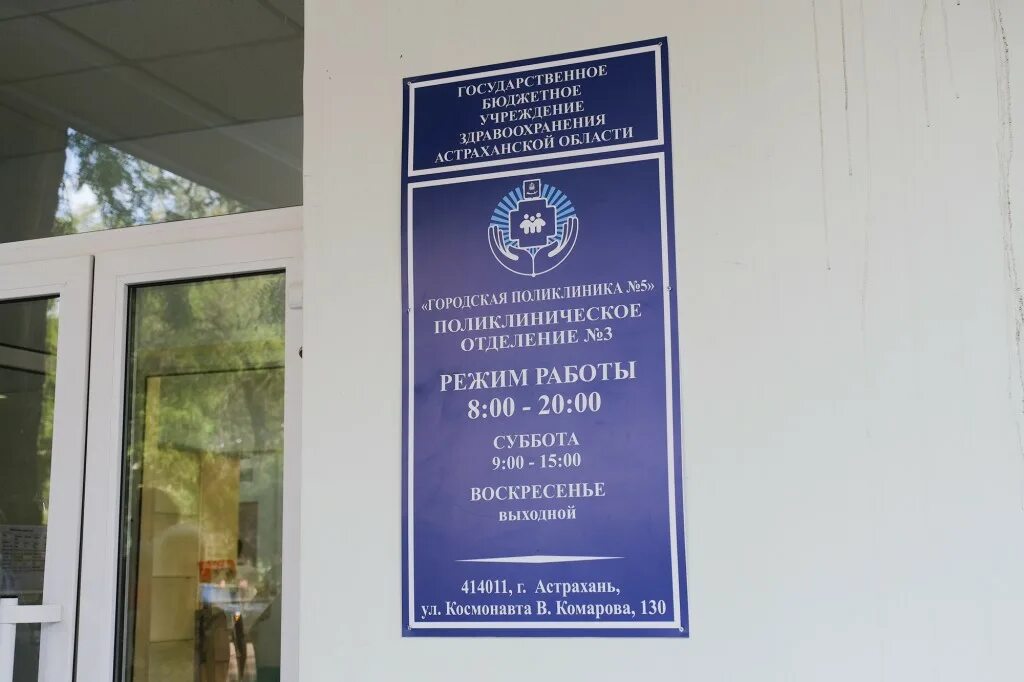 ГОСУДАРСТВЕННОЕ
БЮДЖЕТНОЕ
УЧРЕЖДЕНИЕ
ЗДРАВООХРАНЕНИЯ
АСТРАХАНСКОЙ ОБЛАСТИ
«ГОРОДСКАЯ ПОЛИКЛИНИКА №5»
ПОЛИКЛИНИЧЕСКОЕ
ОТДЕЛЕНИЕ №3
РЕЖИМ РАБОТЫ
8:00 - 20:00
СУББОТА
9:00 - 15:00
ВОСКРЕСЕНЬЕ
выходной
414011, г. Астрахань,
ул. Космонавта В. Комарова, 130